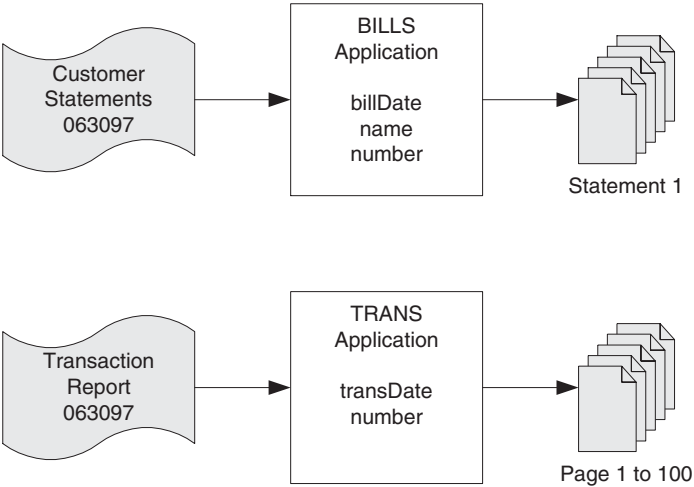 Customer
Statements
063097
BILLS
Application
billDate
name
number
Statement 1
Transaction
Report
063097
TRANS
Application
transDate
number
Page 1 to 100